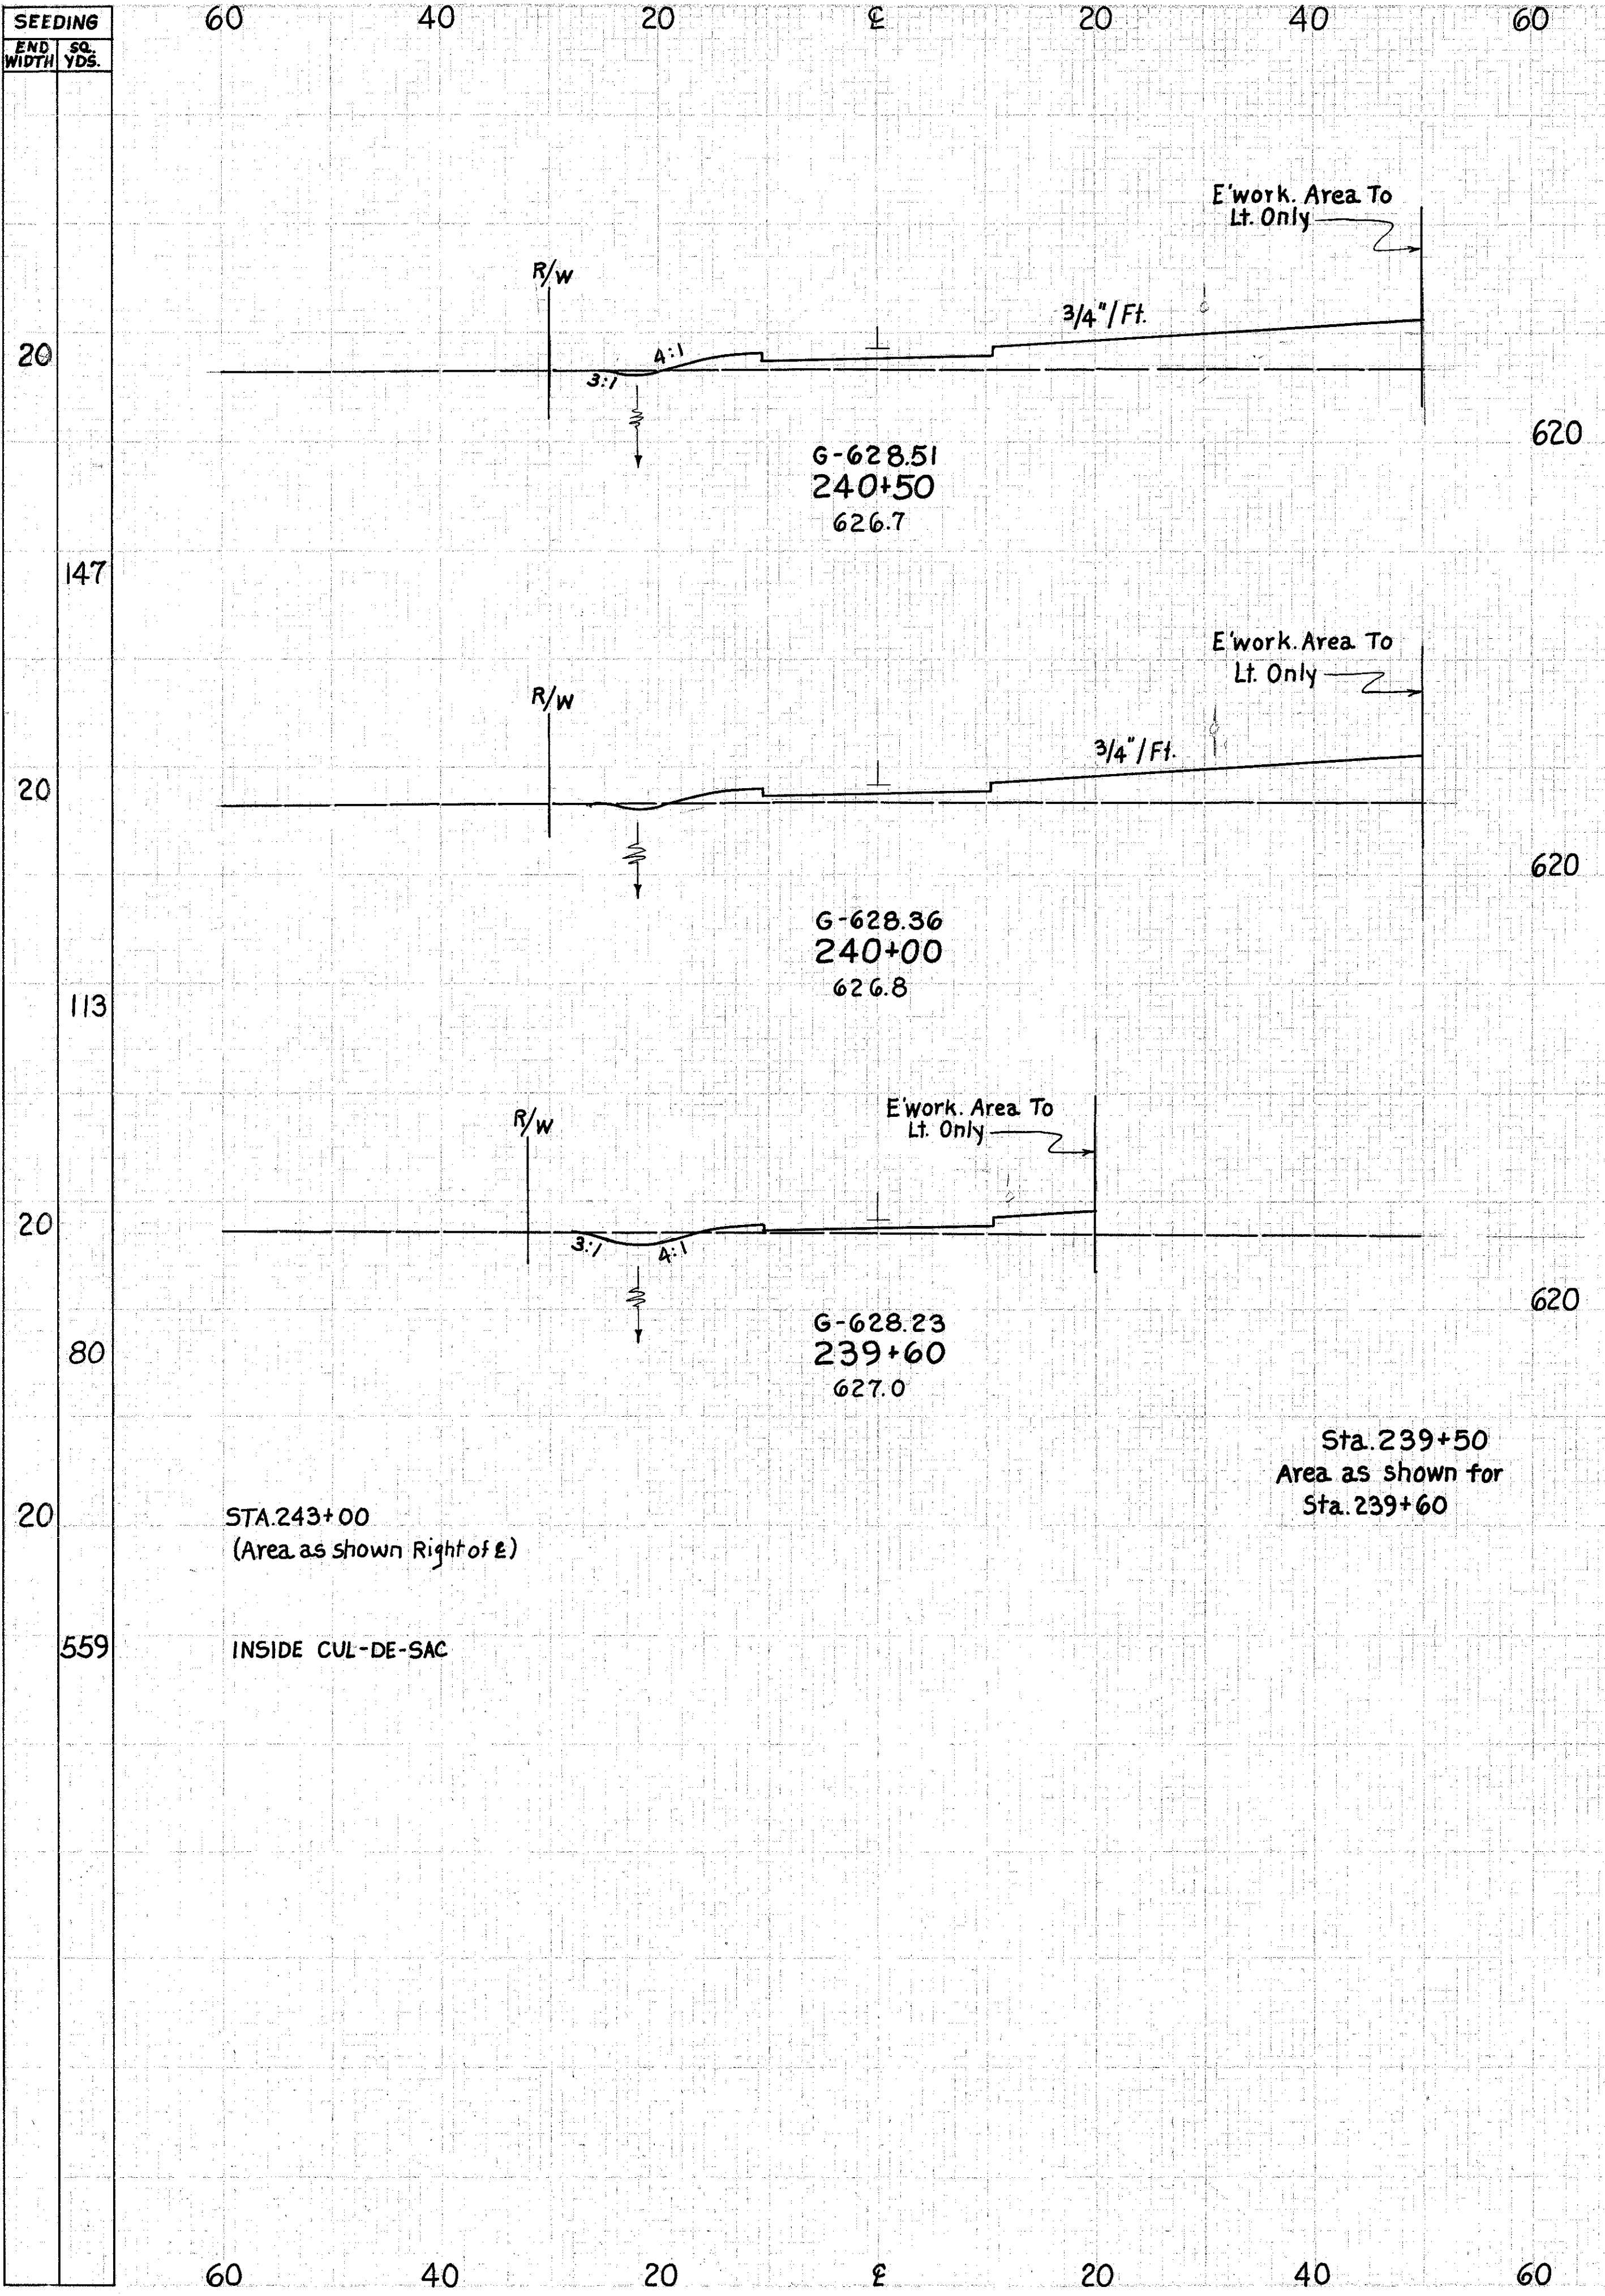 SEEDING
END WIDTH
SQ. YDS.
60 40 20 ℄ 20 40 60
E'work. Area To
Lt. Only
R/W
3/4"/Ft.
20
4:1
3:1
620
G-628.51
240+50
626.7
147
E'work. Area To
Lt. Only
R/W
3/4"/Ft.
20
620
G-628.36
240+00
626.8
113
E'work. Area To
Lt. Only
R/W
20
3:1
4:1
620
G-628.23
239+60
627.0
80
Sta. 239+50
Area as shown for
Sta. 239+60
20
STA. 243+00
(Area as shown Right of ℄)
559
INSIDE CUL-DE-SAC
60 40 20 ℄ 20 40 60